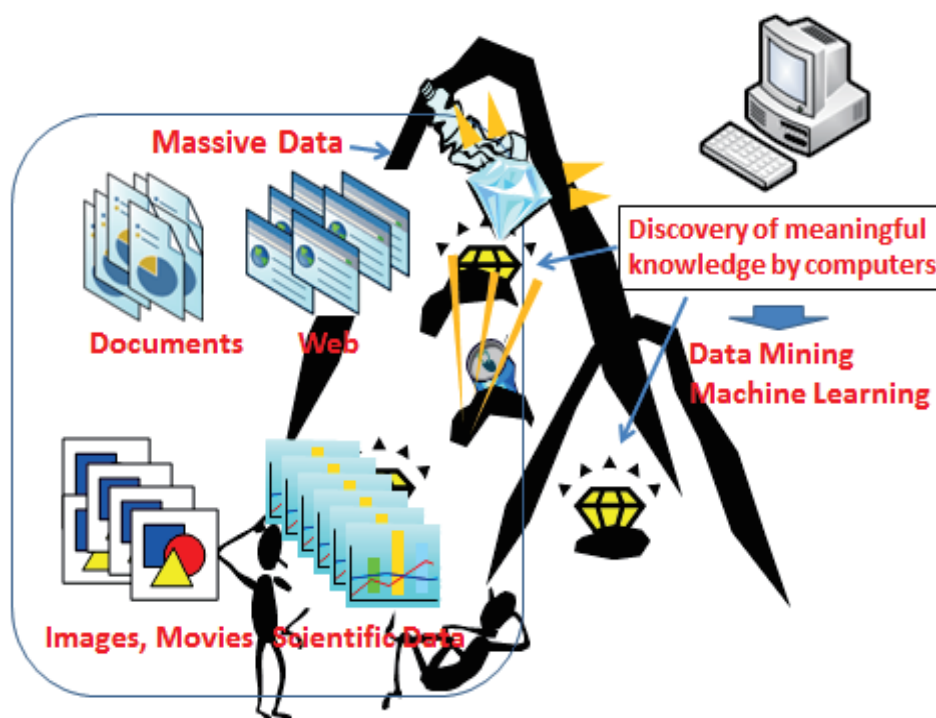 Massive Data
Discovery of meaningful
knowledge by computers
Documents
Web
Data Mining
Machine Learning
Images, Movies
Scientific Data